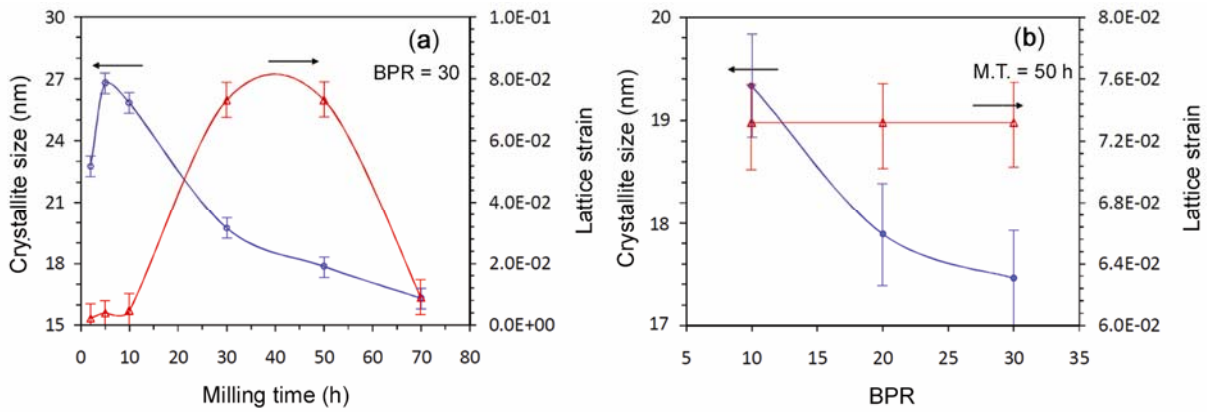 (a)
BPR = 30
Crystallite size (nm)
30
27
24
21
18
15
1.0E-01
8.0E-02
6.0E-02
4.0E-02
2.0E-02
0.0E+00
Lattice strain
0 10 20 30 40 50 60 70 80
Milling time (h)
(b)
M.T. = 50 h
Crystallite size (nm)
20
19
18
17
8.0E-02
7.6E-02
7.2E-02
6.8E-02
6.4E-02
6.0E-02
Lattice strain
5 10 15 20 25 30 35
BPR